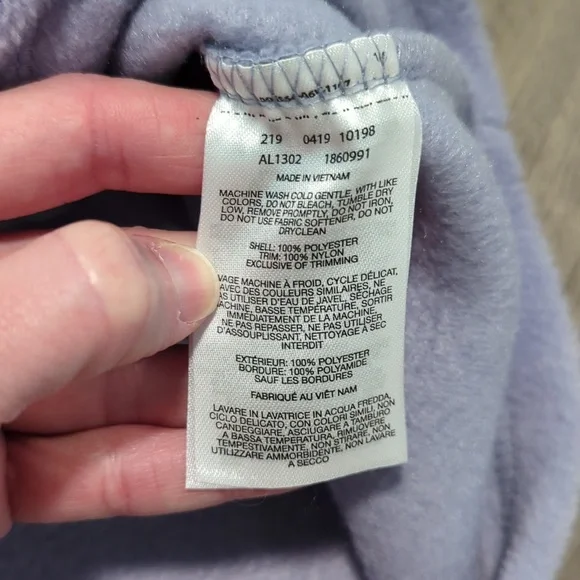 219 0419 10198
AL1302 1860991
MADE IN VIETNAM
MACHINE WASH COLD GENTLE, WITH LIKE
COLORS, DO NOT BLEACH, TUMBLE DRY
LOW, REMOVE PROMPTLY, DO NOT IRON,
DO NOT USE FABRIC SOFTENER, DO NOT
DRYCLEAN
SHELL: 100% POLYESTER
TRIM: 100% NYLON
EXCLUSIVE OF TRIMMING
VAGE MACHINE À FROID, CYCLE DÉLICAT,
AVEC DES COULEURS SIMILAIRES, NE
AS UTILISER D'EAU DE JAVEL, SÉCHAGE
ACHINE, BASSE TEMPÉRATURE, SORTIR
IMMÉDIATEMENT DE LA MACHINE,
NE PAS REPASSER, NE PAS UTILISER
D'ASSOUPLISSANT, NETTOYAGE À SEC
INTERDIT
EXTÉRIEUR: 100% POLYESTER
BORDURE: 100% POLYAMIDE
SAUF LES BORDURES
FABRIQUÉ AU VIÊT NAM
LAVARE IN LAVATRICE IN ACQUA FREDDA,
CICLO DELICATO, CON COLORI SIMILI, NON
CANDEGGIARE, ASCIUGARE A TAMBURO
A BASSA TEMPERATURA, RIMUOVERE
TEMPESTIVAMENTE, NON STIRARE, NON
UTILIZZARE AMMORBIDENTE, NON LAVARE
A SECCO